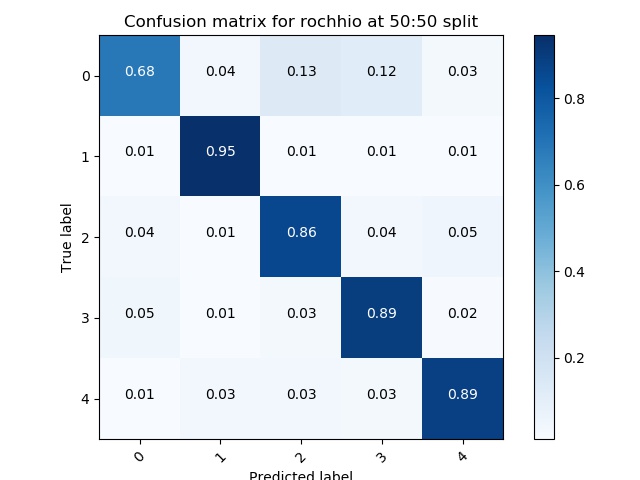 Confusion matrix for rochhio at 50:50 split
0 0.68 0.04 0.13 0.12 0.03
1 0.01 0.95 0.01 0.01 0.01
2 0.04 0.01 0.86 0.04 0.05
3 0.05 0.01 0.03 0.89 0.02
4 0.01 0.03 0.03 0.03 0.89
True label
0 1 2 3 4
Predicted label
0.8
0.6
0.4
0.2